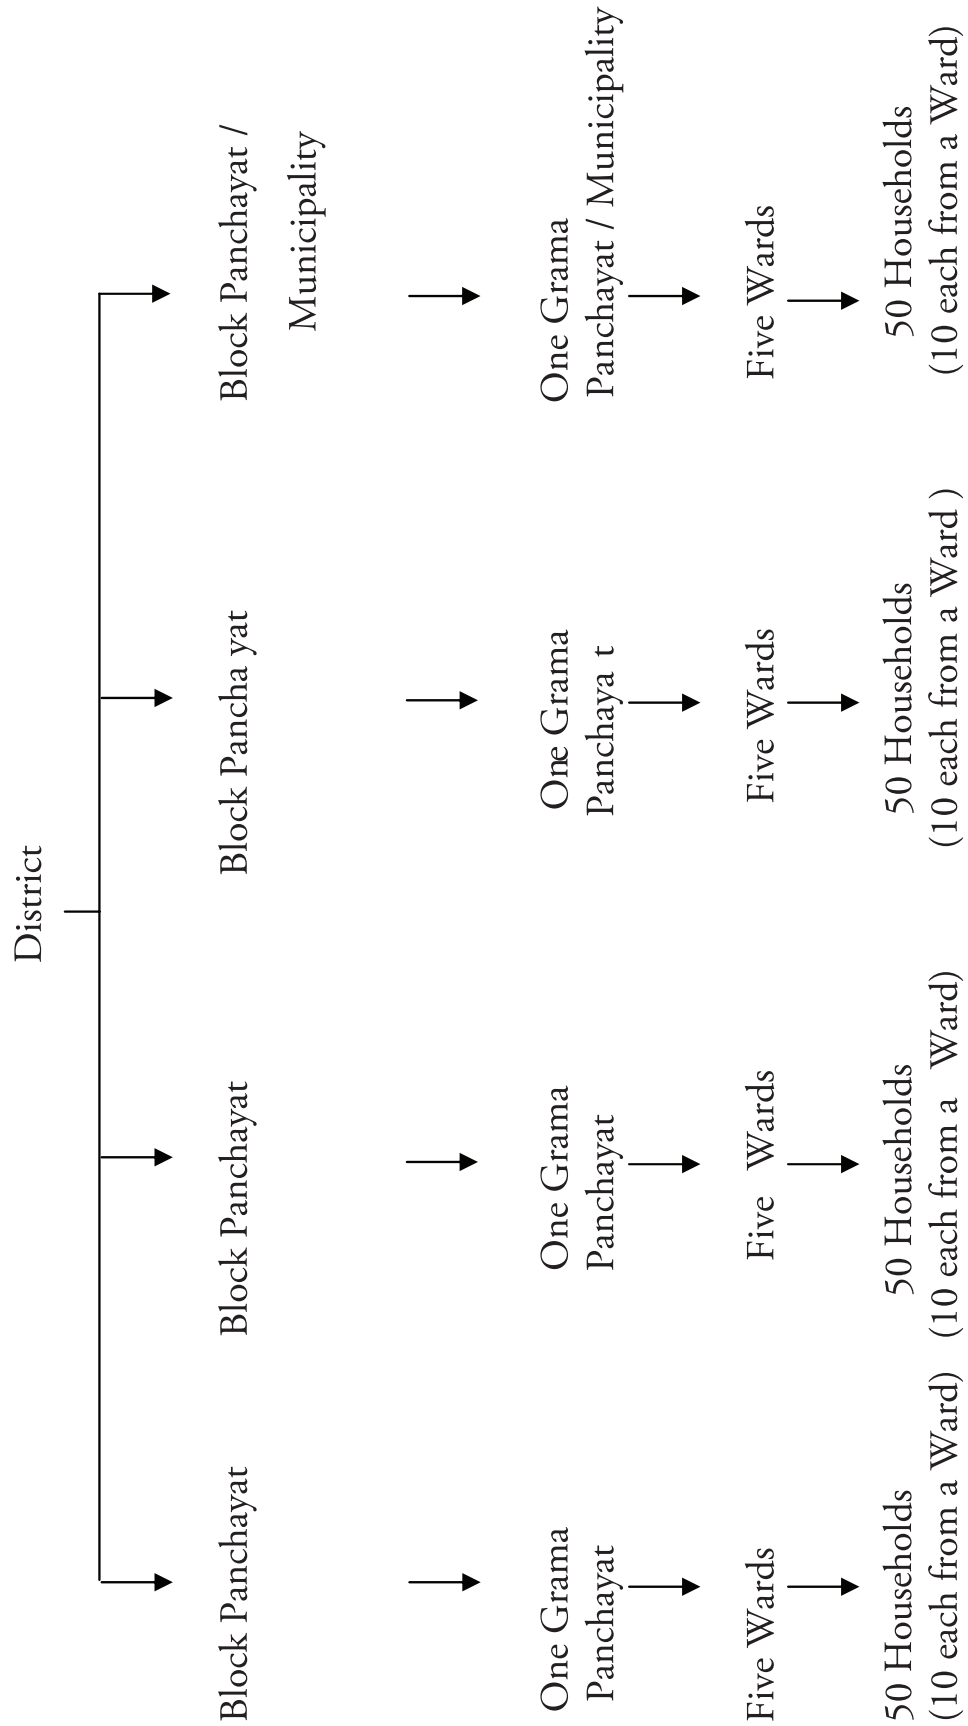 District
Block Panchayat
Block Panchayat
Block Pancha yat
Block Panchayat /
Municipality
One Grama
Panchayat
One Grama
Panchayat
One Grama
Panchaya t
One Grama
Panchayat / Municipality
Five Wards
Five Wards
Five Wards
Five Wards
50 Households
(10 each from a Ward)
50 Households
(10 each from a Ward)
50 Households
(10 each from a Ward )
50 Households
(10 each from a Ward)